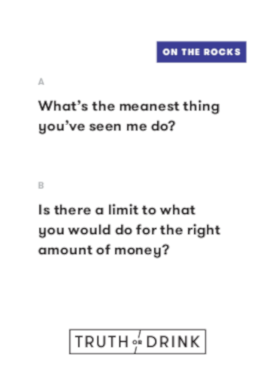 ON THE ROCKS
A
What's the meanest thing
you've seen me do?
B
Is there a limit to what
you would do for the right
amount of money?
TRUTH OR DRINK